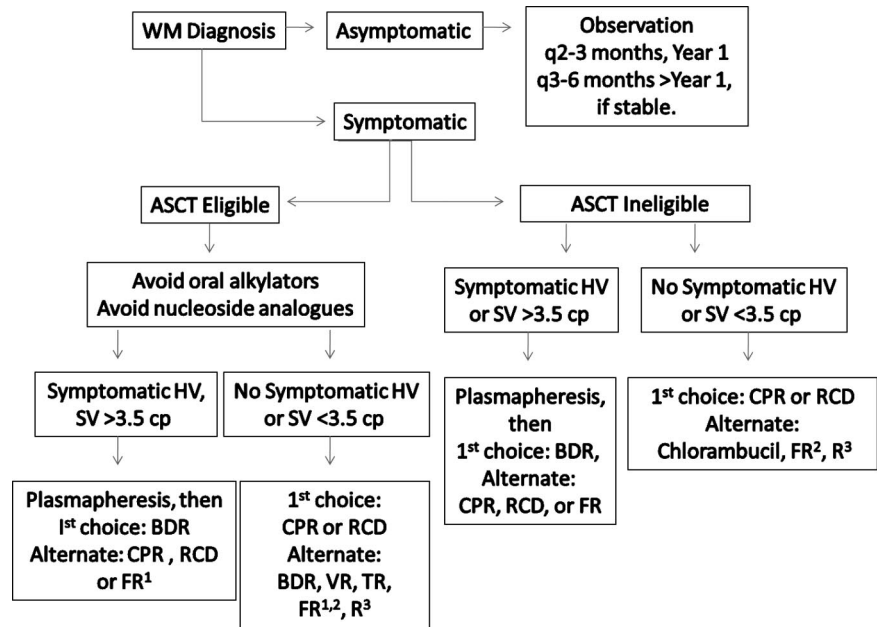 WM Diagnosis
Asymptomatic
Observation
q2-3 months, Year 1
q3-6 months >Year 1,
if stable.
Symptomatic
ASCT Eligible
ASCT Ineligible
Avoid oral alkylators
Avoid nucleoside analogues
Symptomatic HV
or SV >3.5 cp
No Symptomatic HV
or SV <3.5 cp
Symptomatic HV,
SV >3.5 cp
No Symptomatic HV
or SV <3.5 cp
Plasmapheresis,
then
1st choice: BDR,
Alternate:
CPR, RCD, or FR
1st choice: CPR or RCD
Alternate:
Chlorambucil, FR², R³
Plasmapheresis, then
Ist choice: BDR
Alternate: CPR , RCD
or FR¹
1st choice:
CPR or RCD
Alternate:
BDR, VR, TR,
FR¹,², R³